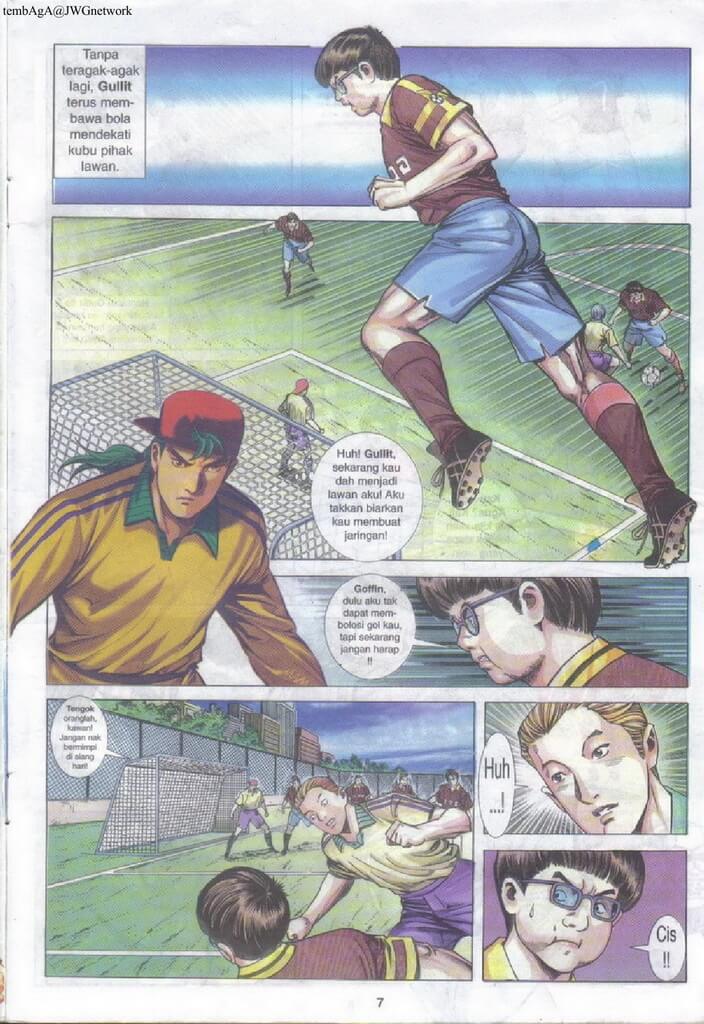 tembAgA@JWGnetwork
Tanpa
teragak-agak
lagi, Gullit
terus mem-
bawa bola
mendekati
kubu pihak
lawan.
Huh! Gullit,
sekarang kau
dah menjadi
lawan aku! Aku
takkan biarkan
kau membuat
jaringan!
Goffin,
dulu aku tak
dapat mem-
bolosi gol kau,
tapi sekarang
jangan harap
!!
Tengok
oranglah,
kawan!
Jangan nak
bermimpi
di siang
hari!
Huh
...!
Cis
!!
7